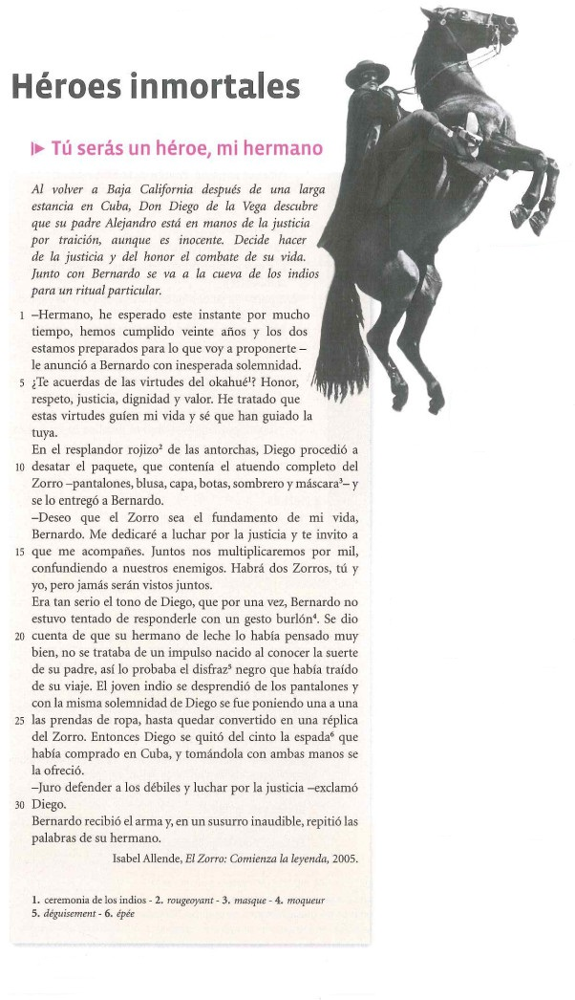 Héroes inmortales
Tú serás un héroe, mi hermano
Al volver a Baja California después de una larga
estancia en Cuba, Don Diego de la Vega descubre
que su padre Alejandro está en manos de la justicia
por traición, aunque es inocente. Decide hacer
de la justicia y del honor el combate de su vida.
Junto con Bernardo se va a la cueva de los indios
para un ritual particular.
1 –Hermano, he esperado este instante por mucho
tiempo, hemos cumplido veinte años y los dos
estamos preparados para lo que voy a proponerte –
le anunció a Bernardo con inesperada solemnidad.
5 ¿Te acuerdas de las virtudes del okahué¹? Honor,
respeto, justicia, dignidad y valor. He tratado que
estas virtudes guíen mi vida y sé que han guiado la
tuya.
En el resplandor rojizo² de las antorchas, Diego procedió a
10 desatar el paquete, que contenía el atuendo completo del
Zorro –pantalones, blusa, capa, botas, sombrero y máscara³– y
se lo entregó a Bernardo.
–Deseo que el Zorro sea el fundamento de mi vida,
Bernardo. Me dedicaré a luchar por la justicia y te invito a
15 que me acompañes. Juntos nos multiplicaremos por mil,
confundiendo a nuestros enemigos. Habrá dos Zorros, tú y
yo, pero jamás serán vistos juntos.
Era tan serio el tono de Diego, que por una vez, Bernardo no
estuvo tentado de responderle con un gesto burlón⁴. Se dio
20 cuenta de que su hermano de leche lo había pensado muy
bien, no se trataba de un impulso nacido al conocer la suerte
de su padre, así lo probaba el disfraz⁵ negro que había traído
de su viaje. El joven indio se desprendió de los pantalones y
con la misma solemnidad de Diego se fue poniendo una a una
25 las prendas de ropa, hasta quedar convertido en una réplica
del Zorro. Entonces Diego se quitó del cinto la espada⁶ que
había comprado en Cuba, y tomándola con ambas manos se
la ofreció.
–Juro defender a los débiles y luchar por la justicia –exclamó
30 Diego.
Bernardo recibió el arma y, en un susurro inaudible, repitió las
palabras de su hermano.
Isabel Allende, El Zorro: Comienza la leyenda, 2005.
1. ceremonia de los indios - 2. rougeoyant - 3. masque - 4. moqueur
5. déguisement - 6. épée